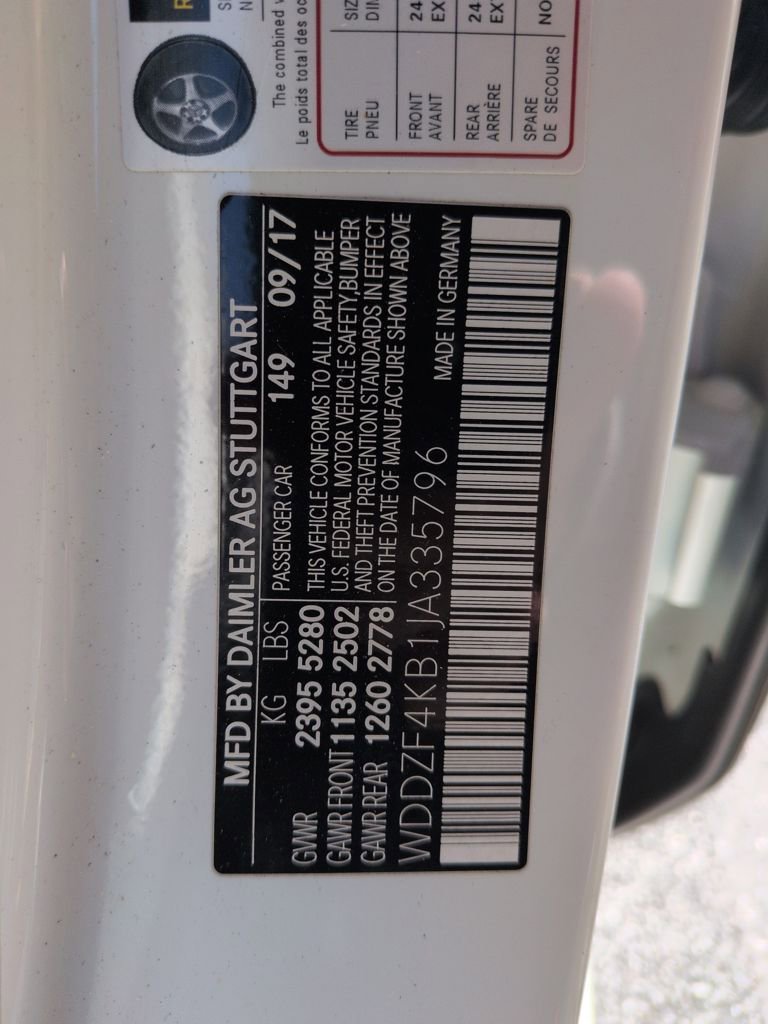 MFD BY DAIMLER AG STUTTGART
KG LBS
GVWR 2395 5280
GAWR FRONT 1135 2502
GAWR REAR 1260 2778
PASSENGER CAR 149 09/17
THIS VEHICLE CONFORMS TO ALL APPLICABLE
U.S. FEDERAL MOTOR VEHICLE SAFETY,BUMPER
AND THEFT PREVENTION STANDARDS IN EFFECT
ON THE DATE OF MANUFACTURE SHOWN ABOVE
WDDZF4KB1JA335796
MADE IN GERMANY
The combined
Le poids total des
TIRE
PNEU
FRONT
AVANT
REAR
ARRIÈRE
SPARE
DE SECOURS
24
24